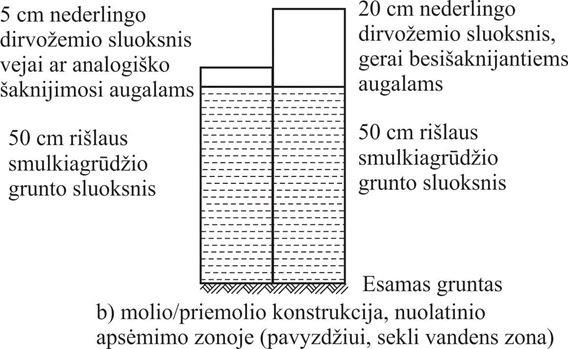 5 cm nederlingo
dirvožemio sluoksnis
vejai ar analogiško
šaknijimosi augalams
50 cm rišlaus
smulkiagrūdžio
grunto sluoksnis
20 cm nederlingo
dirvožemio sluoksnis,
gerai besišaknijantiems
augalams
50 cm rišlaus
smulkiagrūdžio
grunto sluoksnis
Esamas gruntas
b) molio/priemolio konstrukcija, nuolatinio
apsėmimo zonoje (pavyzdžiui, sekli vandens zona)